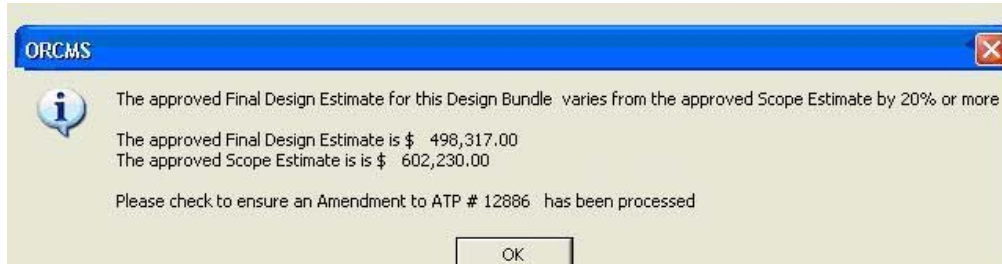 ORCMS
The approved Final Design Estimate for this Design Bundle varies from the approved Scope Estimate by 20% or more
The approved Final Design Estimate is $ 498,317.00
The approved Scope Estimate is is $ 602,230.00
Please check to ensure an Amendment to ATP # 12886 has been processed
OK